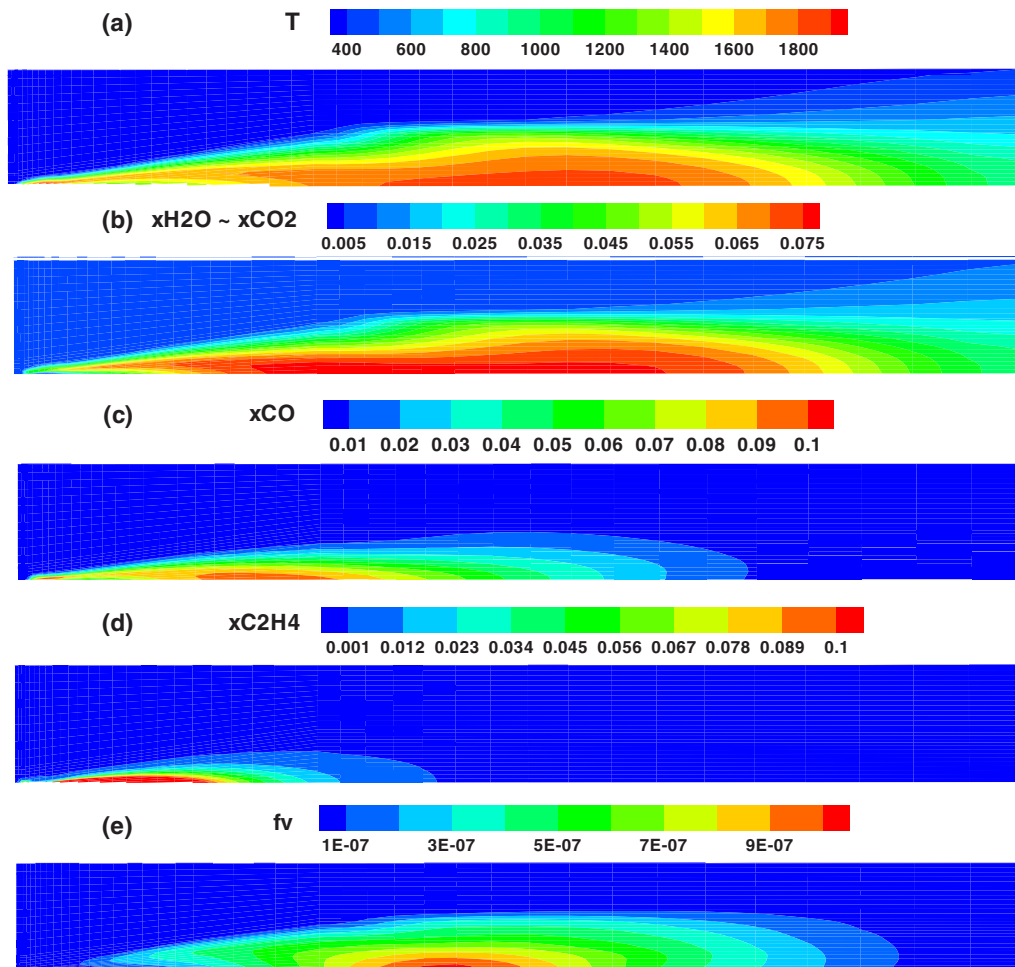 (a) T
400 600 800 1000 1200 1400 1600 1800
(b) xH2O ~ xCO2
0.005 0.015 0.025 0.035 0.045 0.055 0.065 0.075
(c) xCO
0.01 0.02 0.03 0.04 0.05 0.06 0.07 0.08 0.09 0.1
(d) xC2H4
0.001 0.012 0.023 0.034 0.045 0.056 0.067 0.078 0.089 0.1
(e) fv
1E-07 3E-07 5E-07 7E-07 9E-07